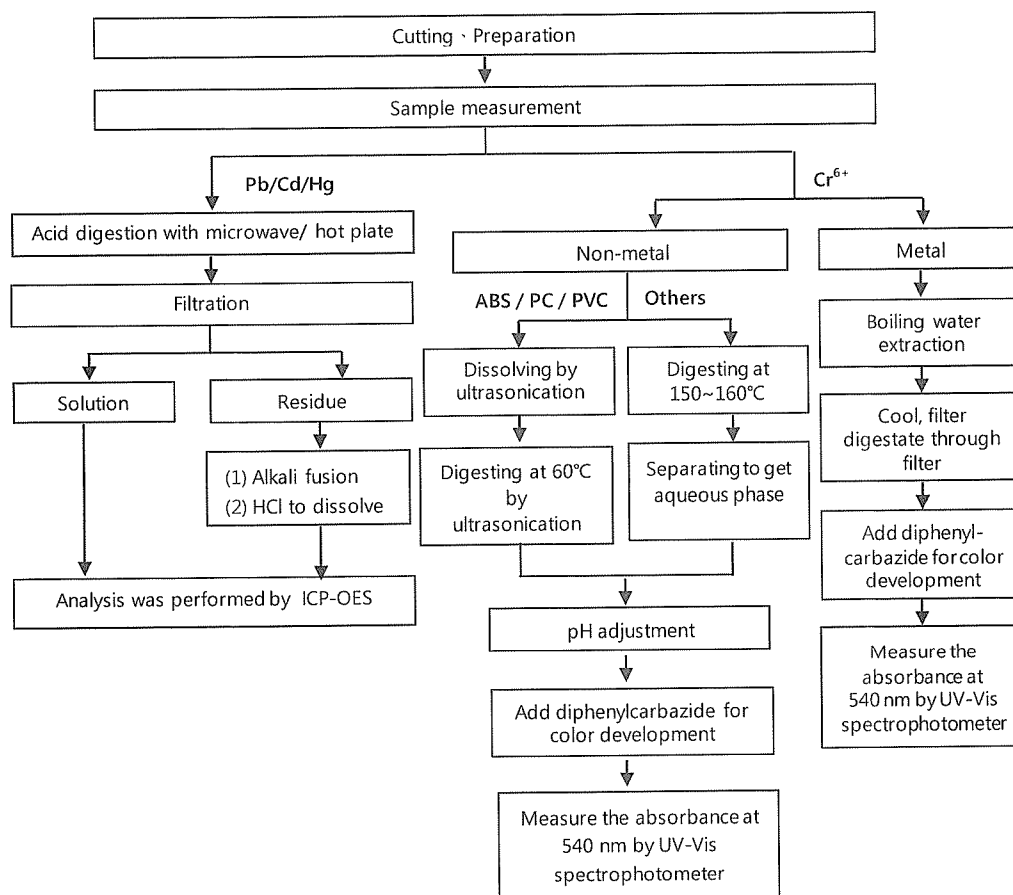 Cutting、Preparation
Sample measurement
Pb/Cd/Hg
Cr⁶⁺
Acid digestion with microwave/ hot plate
Filtration
Solution
Residue
(1) Alkali fusion
(2) HCl to dissolve
Analysis was performed by ICP-OES
Non-metal
ABS / PC / PVC
Others
Dissolving by
ultrasonication
Digesting at
150~160℃
Digesting at 60℃
by
ultrasonication
Separating to get
aqueous phase
pH adjustment
Add diphenylcarbazide for
color development
Measure the absorbance at
540 nm by UV-Vis
spectrophotometer
Metal
Boiling water
extraction
Cool, filter
digestate through
filter
Add diphenyl-
carbazide for color
development
Measure the
absorbance at
540 nm by UV-Vis
spectrophotometer